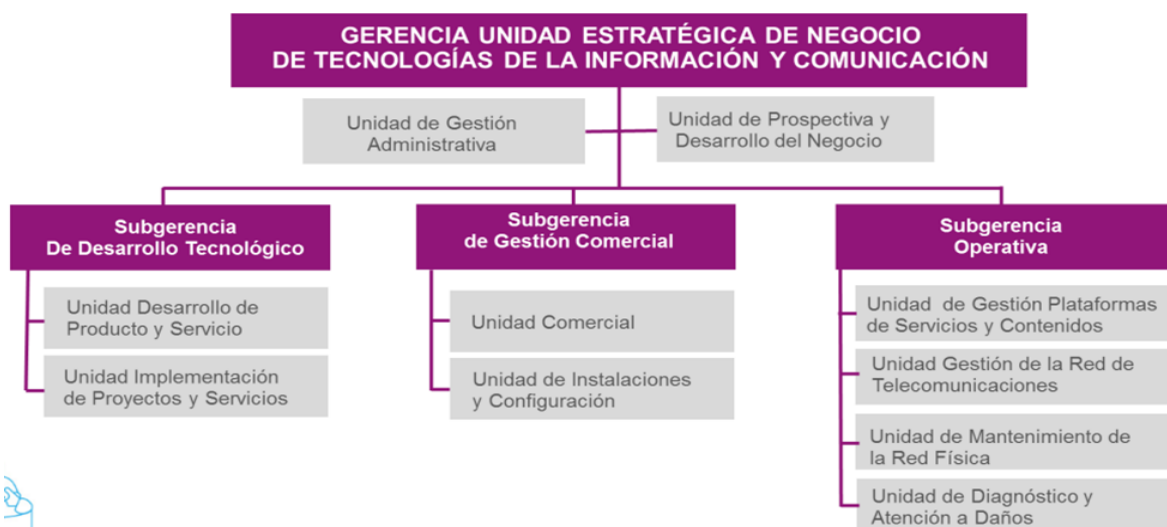 GERENCIA UNIDAD ESTRATÉGICA DE NEGOCIO
DE TECNOLOGÍAS DE LA INFORMACIÓN Y COMUNICACIÓN
Unidad de Gestión
Administrativa
Unidad de Prospectiva y
Desarrollo del Negocio
Subgerencia
De Desarrollo Tecnológico
Unidad Desarrollo de
Producto y Servicio
Unidad Implementación
de Proyectos y Servicios
Subgerencia
de Gestión Comercial
Unidad Comercial
Unidad de Instalaciones
y Configuración
Subgerencia
Operativa
Unidad de Gestión Plataformas
de Servicios y Contenidos
Unidad Gestión de la Red de
Telecomunicaciones
Unidad de Mantenimiento de
la Red Física
Unidad de Diagnóstico y
Atención a Daños